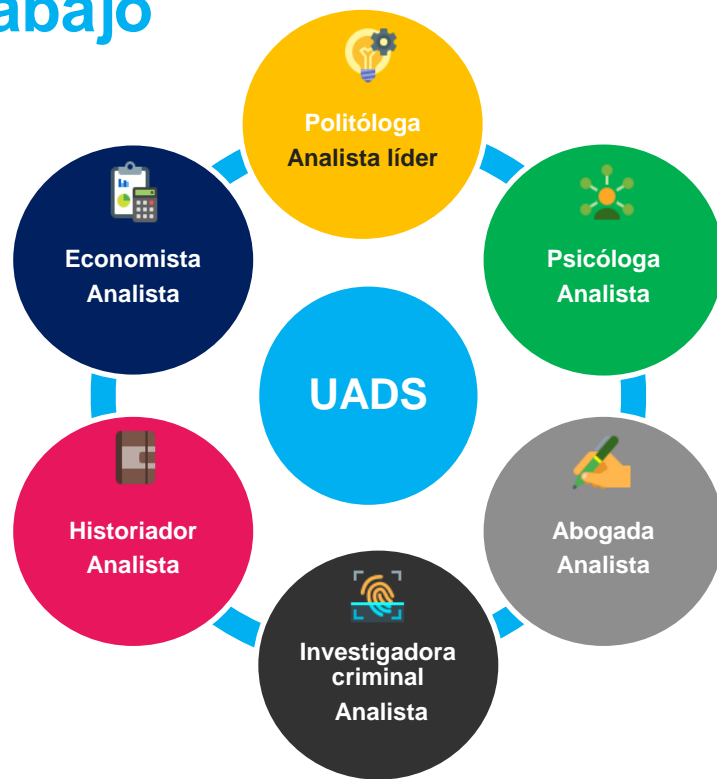 abajo
Politóloga
Analista líder
Economista
Analista
Psicóloga
Analista
UADS
Historiador
Analista
Abogada
Analista
Investigadora
criminal
Analista